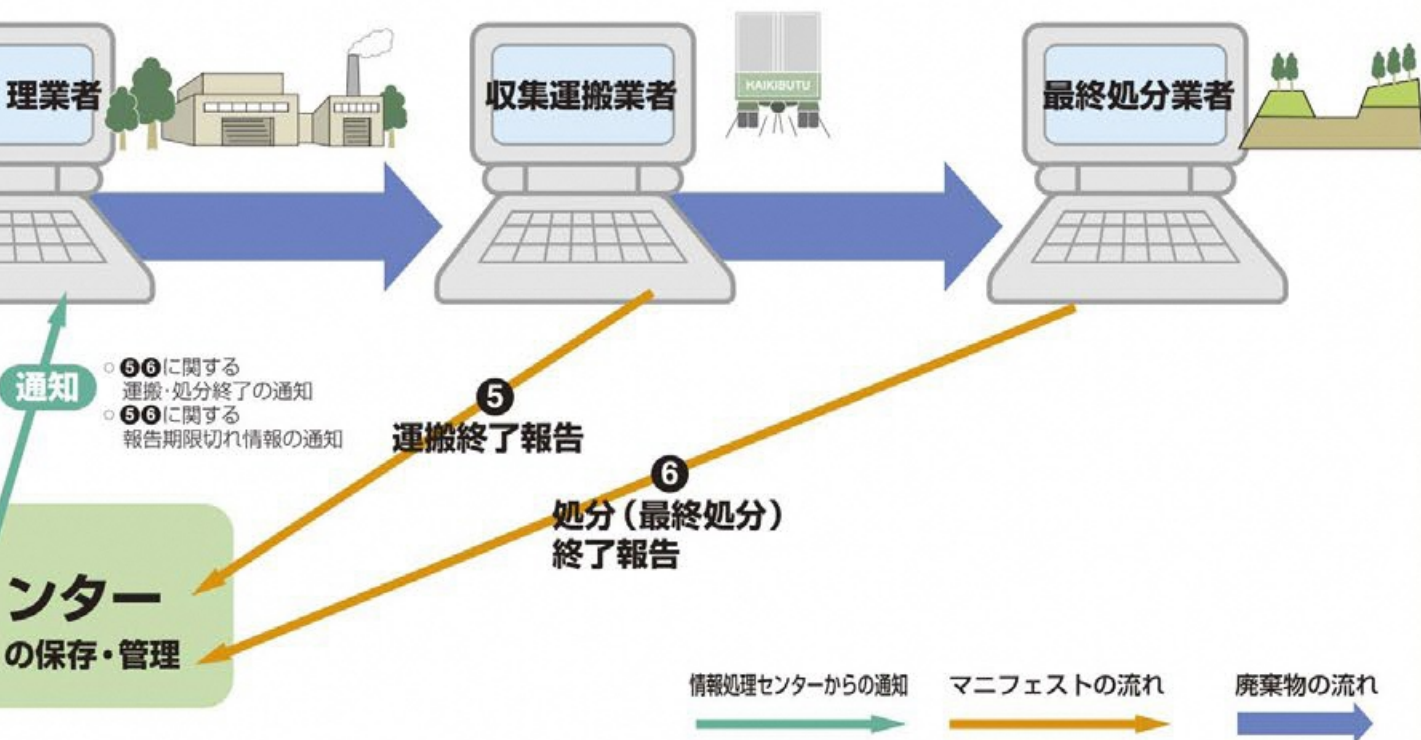 理業者
収集運搬業者
HAIKIBUTU
最終処分業者
通知
○❺❻に関する
運搬・処分終了の通知
○❺❻に関する
報告期限切れ情報の通知
❺
運搬終了報告
❻
処分（最終処分）
終了報告
ンター
の保存・管理
情報処理センターからの通知
マニフェストの流れ
廃棄物の流れ